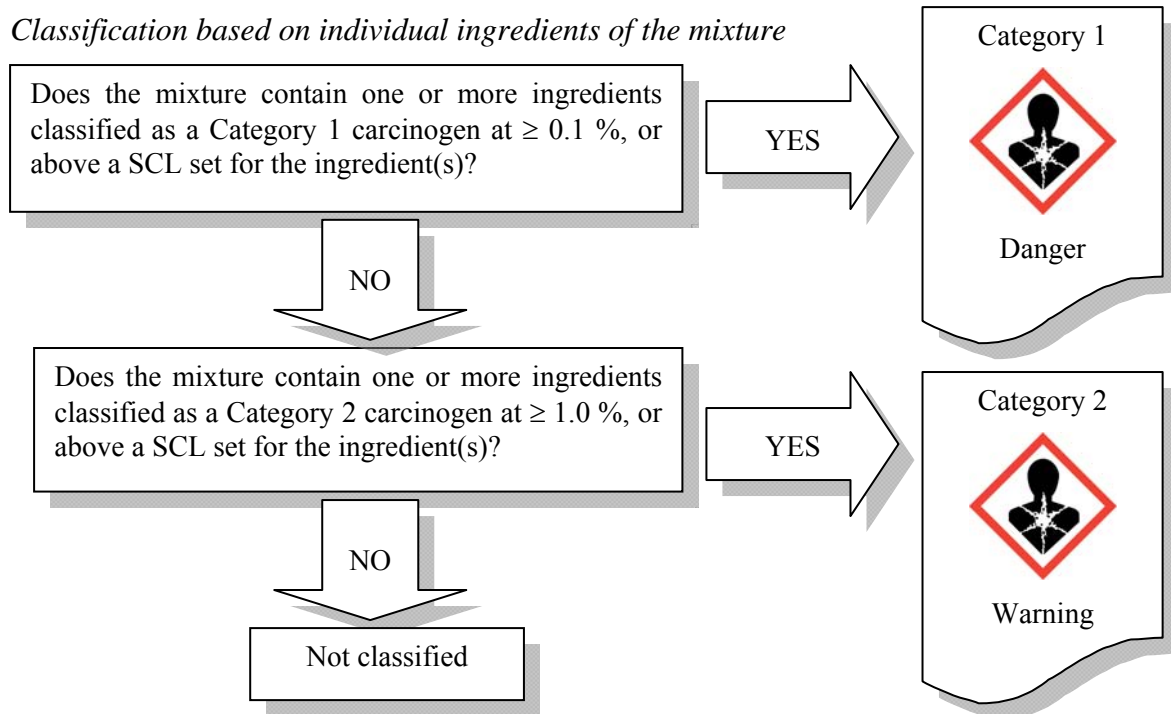 Classification based on individual ingredients of the mixture
Does the mixture contain one or more ingredients
classified as a Category 1 carcinogen at ≥ 0.1 %, or
above a SCL set for the ingredient(s)?
YES
Category 1
Danger
NO
Does the mixture contain one or more ingredients
classified as a Category 2 carcinogen at ≥ 1.0 %, or
above a SCL set for the ingredient(s)?
YES
Category 2
Warning
NO
Not classified